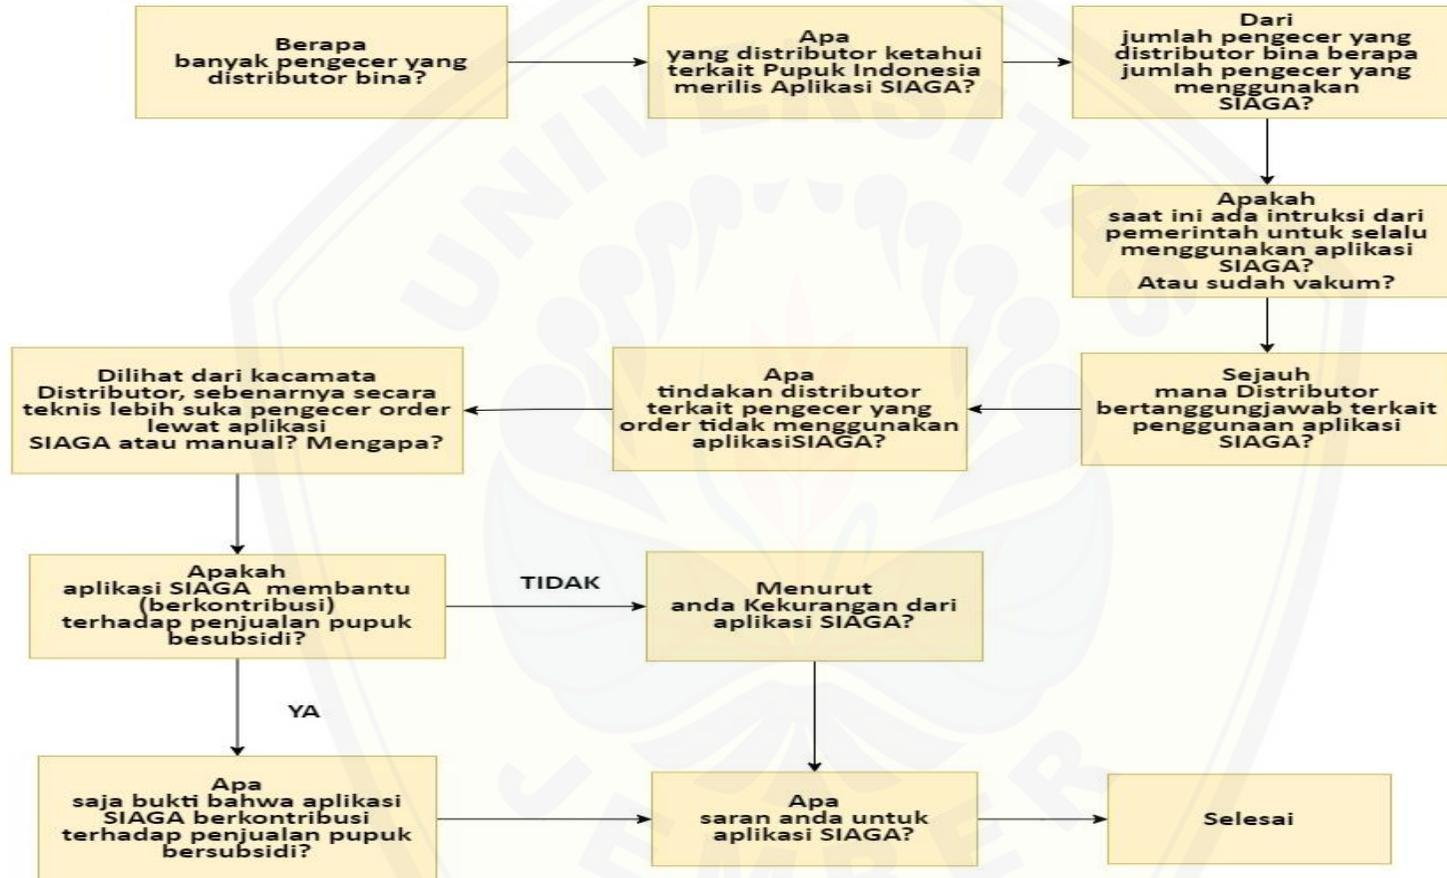 Berapa
banyak pengecer yang
distributor bina?
Apa
yang distributor ketahui
terkait Pupuk Indonesia
merilis Aplikasi SIAGA?
Dari
jumlah pengecer yang
distributor bina berapa
jumlah pengecer yang
menggunakan
SIAGA?
Apakah
saat ini ada intruksi dari
pemerintah untuk selalu
menggunakan aplikasi
SIAGA?
Atau sudah vakum?
Sejauh
mana Distributor
bertanggungjawab terkait
penggunaan aplikasi
SIAGA?
Apa
tindakan distributor
terkait pengecer yang
order tidak menggunakan
aplikasiSIAGA?
Dilihat dari kacamata
Distributor, sebenarnya secara
teknis lebih suka pengecer order
lewat aplikasi
SIAGA atau manual? Mengapa?
Apakah
aplikasi SIAGA membantu
(berkontribusi)
terhadap penjualan pupuk
besubsidi?
TIDAK
Menurut
anda Kekurangan dari
aplikasi SIAGA?
YA
Apa
saja bukti bahwa aplikasi
SIAGA berkontribusi
terhadap penjualan pupuk
bersubsidi?
Apa
saran anda untuk
aplikasi SIAGA?
Selesai
UNIVERSITAS
JEMBER